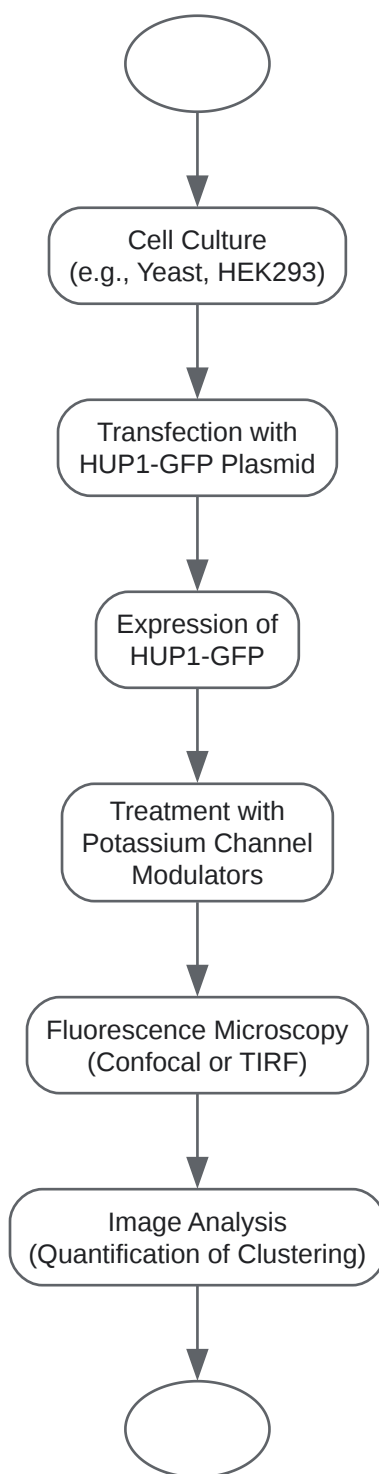 Cell Culture
(e.g., Yeast, HEK293)
Transfection with
HUP1-GFP Plasmid
Expression of
HUP1-GFP
Treatment with
Potassium Channel
Modulators
Fluorescence Microscopy
(Confocal or TIRF)
Image Analysis
(Quantification of Clustering)